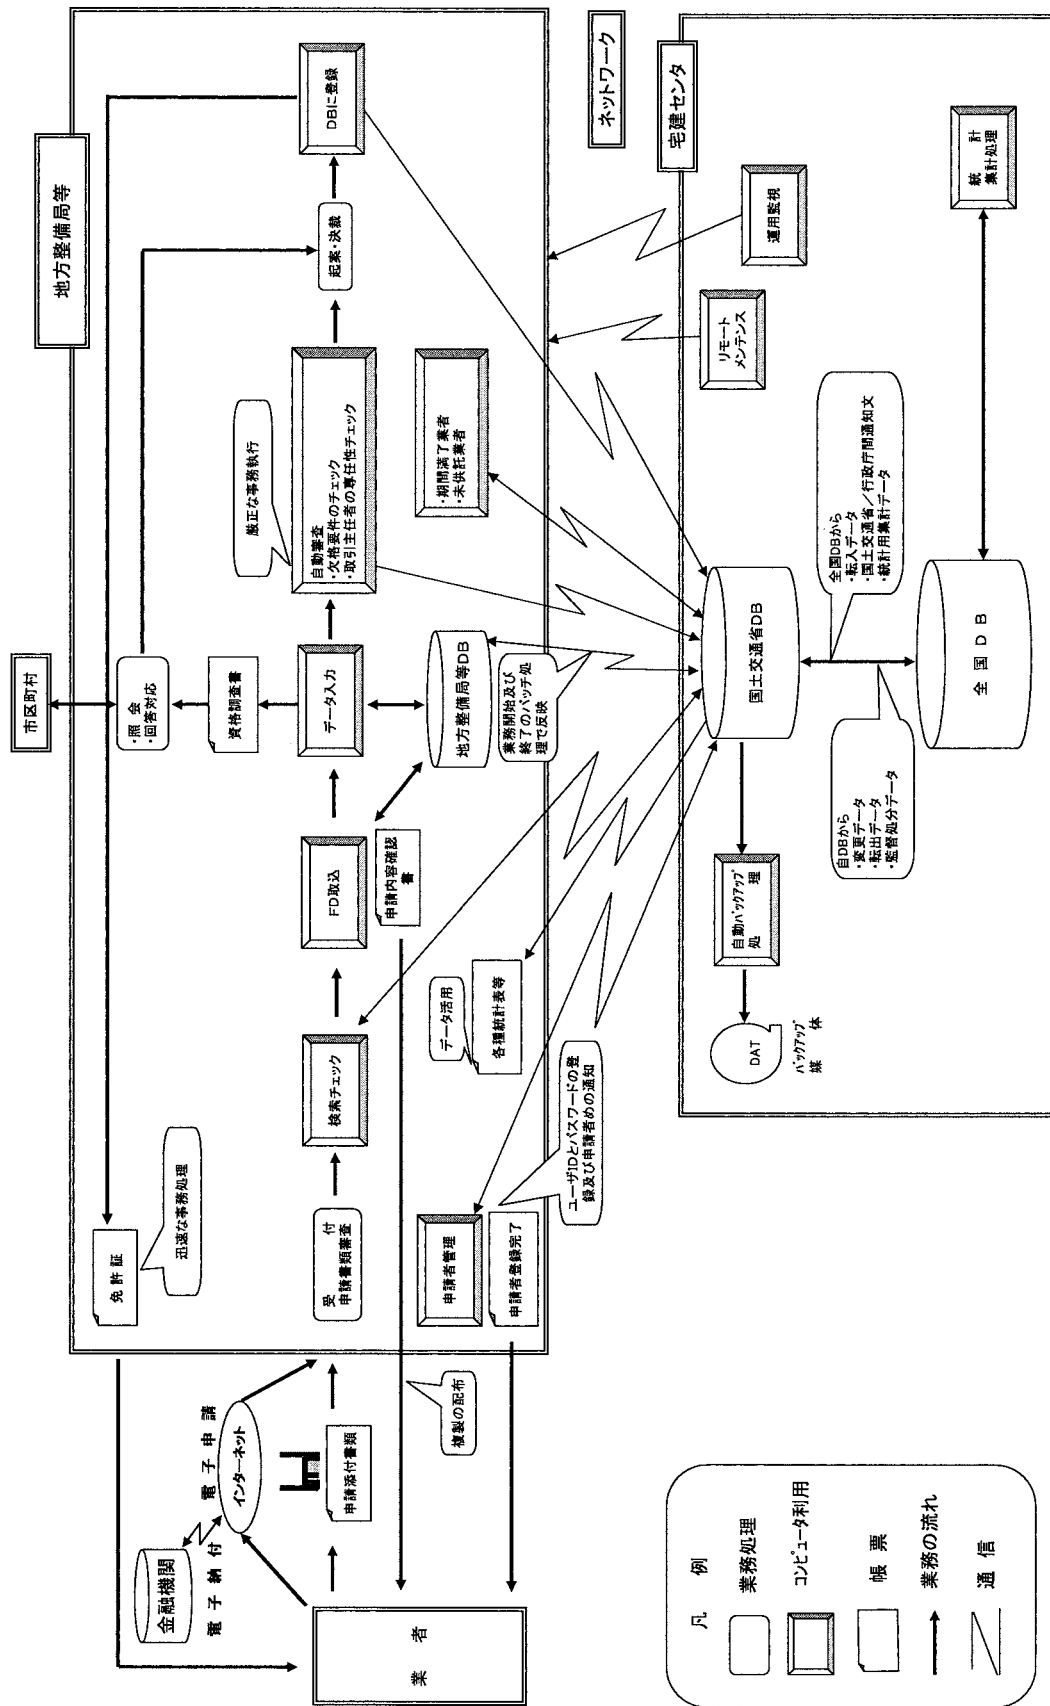 地方整備局等
市区町村
免許証
迅速な事務処理
・照会
・回答対応
資格調査書
厳正な事務執行
受付
申請書類審査
検索チェック
FD取込
データ入力
自動審査
・欠格要件のチェック
・取引主任者の専任性チェック
起案・決裁
DBに登録
申請内容確認
書
地方整備局等DB
業務開始及び
終了のバッチ処
理で反映
・期間満了業者
・未供託業者
データ活用
各種統計表等
申請者管理
申請者登録完了
ユーザIDとパスワードの登
録及び申請者めの通知
金融機関
電子納付
電子申請
インターネット
申請添付書類
業者
複製の配布
ネットワーク
宅建センタ
リモート
メンテンス
運用監視
国土交通省DB
自動バックアップ
処理
DAT
バックアップ
媒体
全国DBから
・転入データ
・国土交通省/行政庁間通知文
・統計用集計データ
自DBから
・変更データ
・転出データ
・監督処分データ
全国DB
統計
集計処理
凡例
業務処理
コンピュータ利用
帳票
業務の流れ
通信